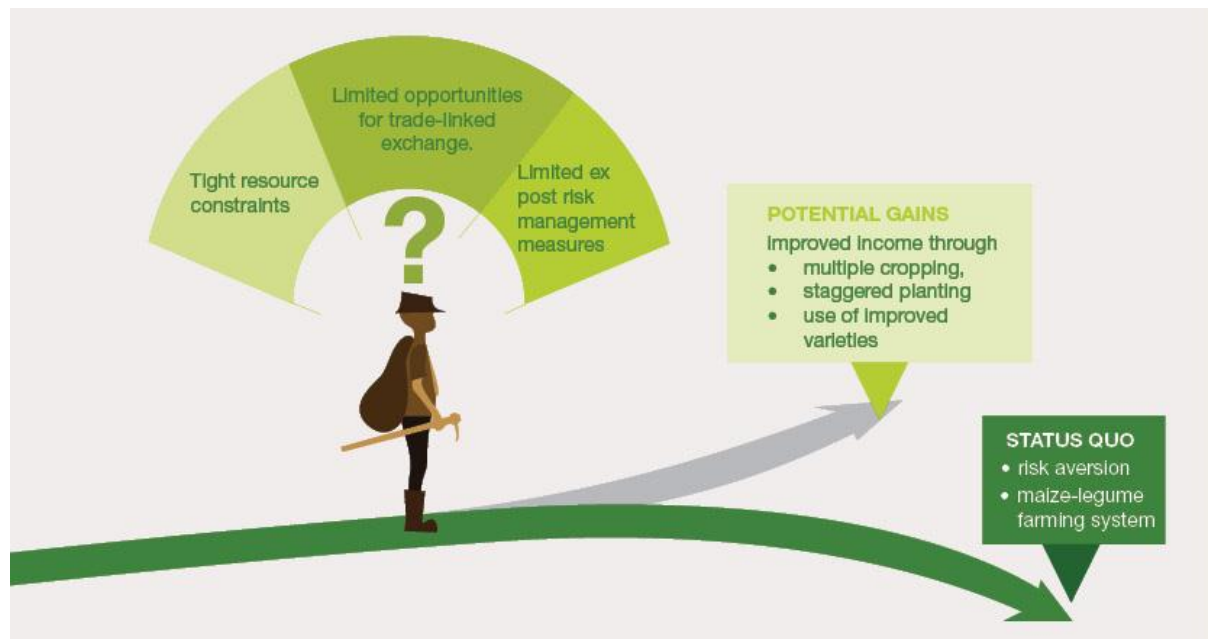 Tight resource
constraints
Limited opportunities
for trade-linked
exchange.
Limited ex
post risk
management
measures
?
POTENTIAL GAINS
Improved income through
• multiple cropping,
• staggered planting
• use of improved
varieties
STATUS QUO
• risk aversion
• maize-legume
farming system